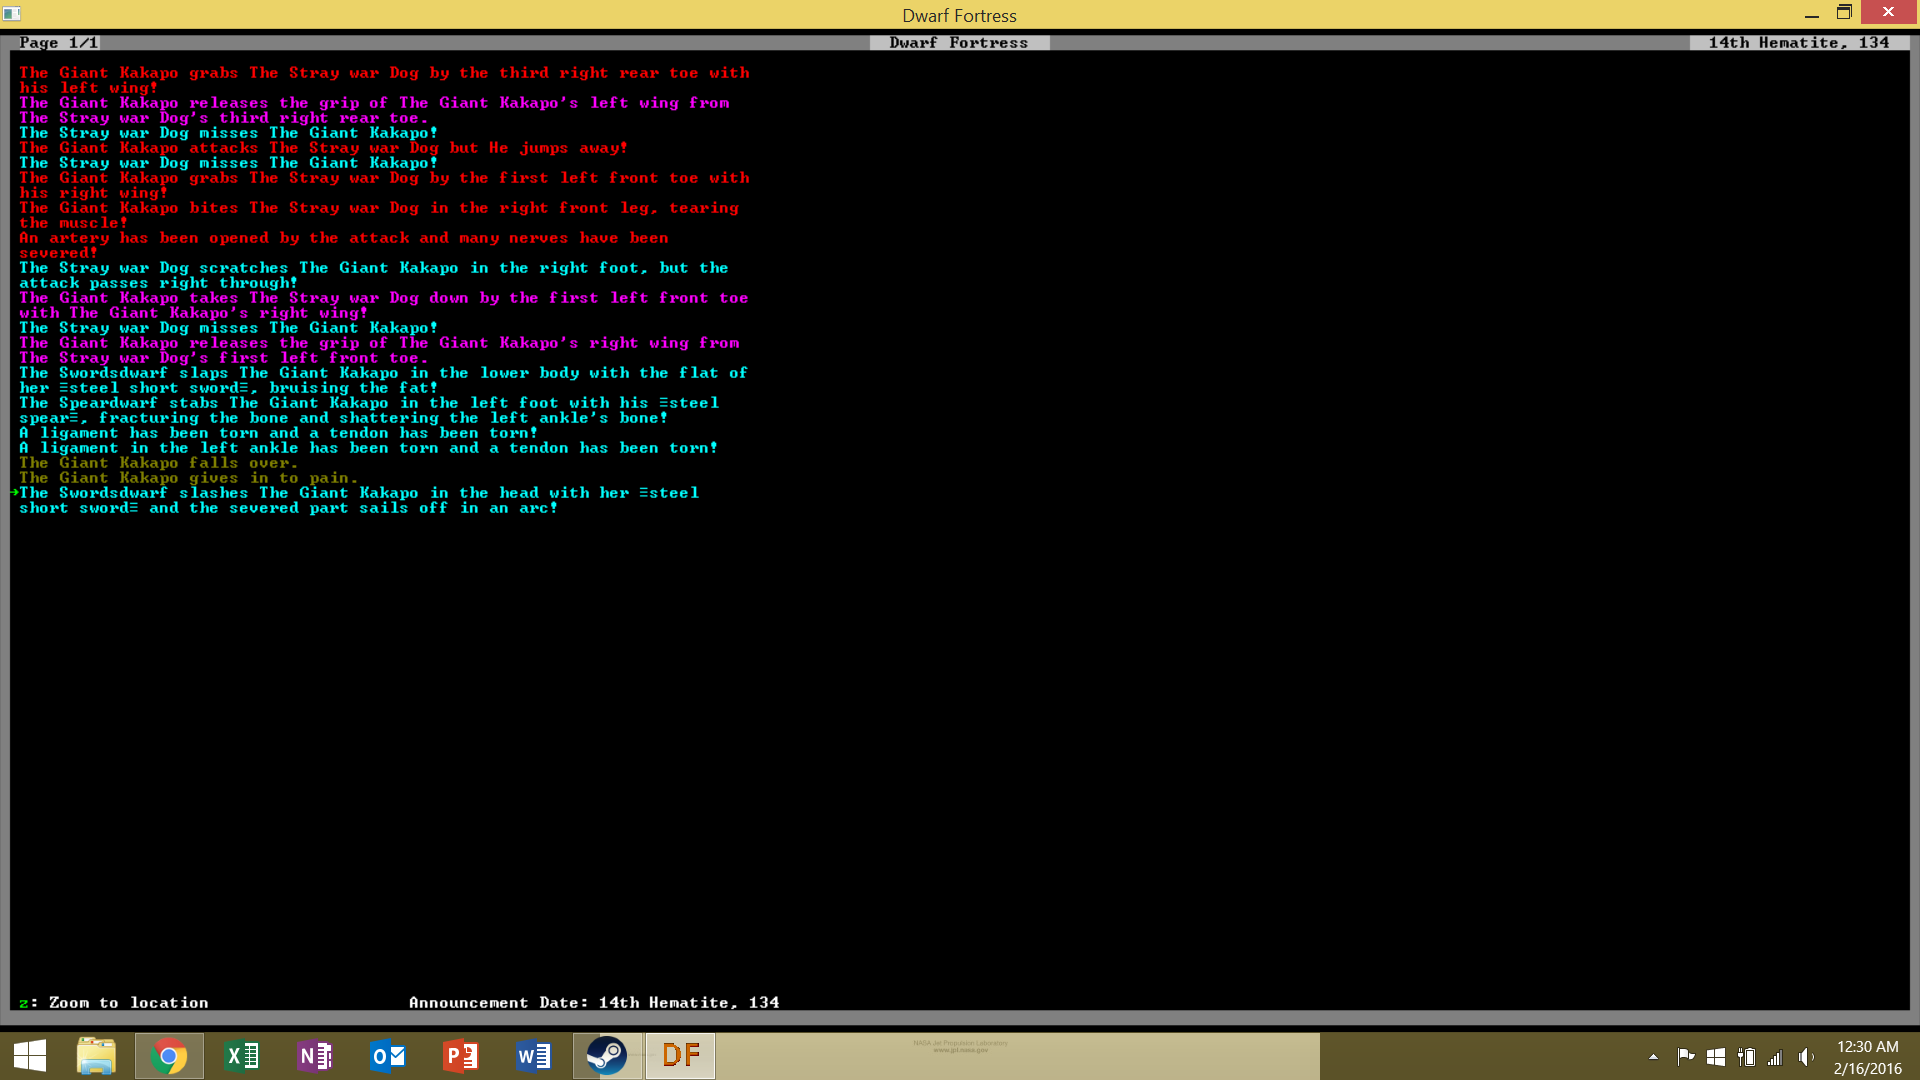 Dwarf Fortress
Page 1/1
Dwarf Fortress
14th Hematite, 134
The Giant Kakapo grabs The Stray war Dog by the third right rear toe with
his left wing!
The Giant Kakapo releases the grip of The Giant Kakapo's left wing from
The Stray war Dog's third right rear toe.
The Stray war Dog misses The Giant Kakapo!
The Giant Kakapo attacks The Stray war Dog but He jumps away!
The Stray war Dog misses The Giant Kakapo!
The Giant Kakapo grabs The Stray war Dog by the first left front toe with
his right wing!
The Giant Kakapo bites The Stray war Dog in the right front leg, tearing
the muscle!
An artery has been opened by the attack and many nerves have been
severed!
The Stray war Dog scratches The Giant Kakapo in the right foot, but the
attack passes right through!
The Giant Kakapo takes The Stray war Dog down by the first left front toe
with The Giant Kakapo's right wing!
The Stray war Dog misses The Giant Kakapo!
The Giant Kakapo releases the grip of The Giant Kakapo's right wing from
The Stray war Dog's first left front toe.
The Swordsdwarf slaps The Giant Kakapo in the lower body with the flat of
her ≡steel short sword≡, bruising the fat!
The Speardwarf stabs The Giant Kakapo in the left foot with his ≡steel
spear≡, fracturing the bone and shattering the left ankle's bone!
A ligament has been torn and a tendon has been torn!
A ligament in the left ankle has been torn and a tendon has been torn!
The Giant Kakapo falls over.
The Giant Kakapo gives in to pain.
→The Swordsdwarf slashes The Giant Kakapo in the head with her ≡steel
short sword≡ and the severed part sails off in an arc!
z: Zoom to location
Announcement Date: 14th Hematite, 134
NASA Jet Propulsion Laboratory
www.jpl.nasa.gov
DF
12:30 AM
2/16/2016